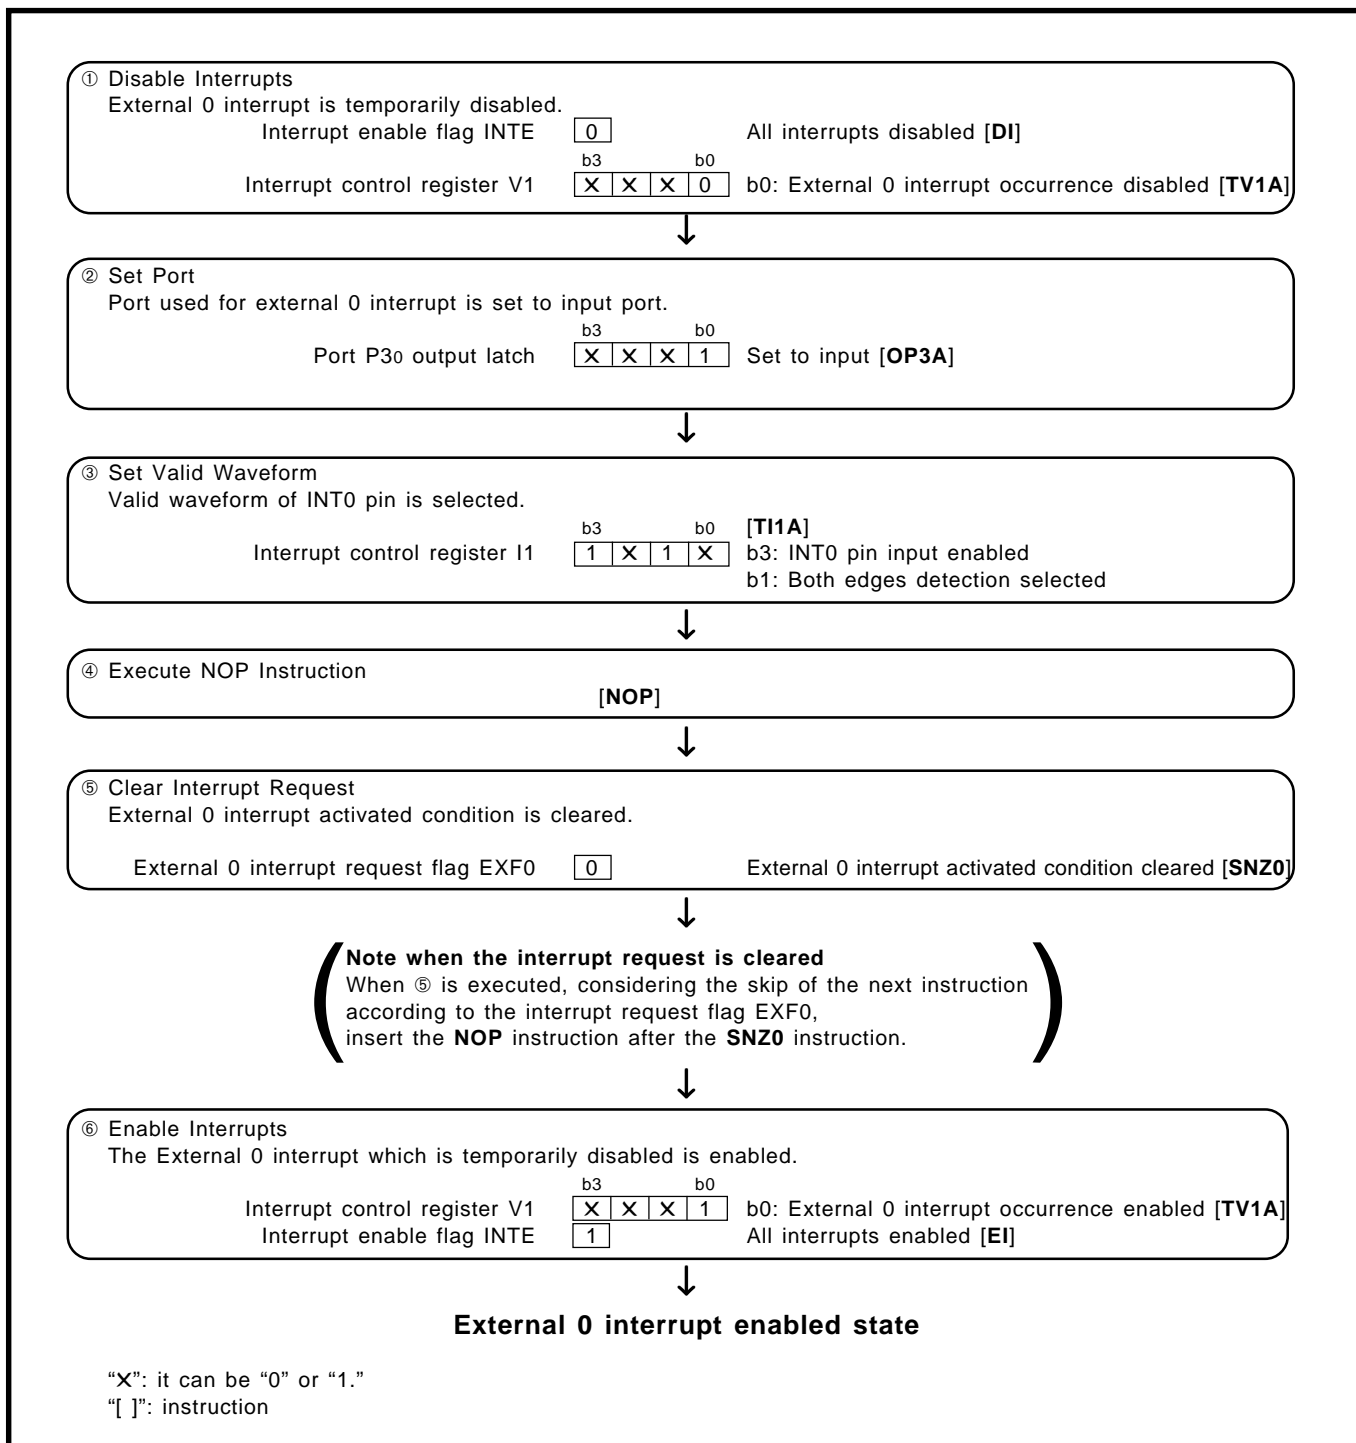 ① Disable Interrupts
External 0 interrupt is temporarily disabled.
Interrupt enable flag INTE 0 All interrupts disabled [DI]
b3 b0
Interrupt control register V1 X X X 0 b0: External 0 interrupt occurrence disabled [TV1A]
② Set Port
Port used for external 0 interrupt is set to input port.
b3 b0
Port P30 output latch X X X 1 Set to input [OP3A]
③ Set Valid Waveform
Valid waveform of INT0 pin is selected.
b3 b0 [TI1A]
Interrupt control register I1 1 X 1 X b3: INT0 pin input enabled
b1: Both edges detection selected
④ Execute NOP Instruction
[NOP]
⑤ Clear Interrupt Request
External 0 interrupt activated condition is cleared.
External 0 interrupt request flag EXF0 0 External 0 interrupt activated condition cleared [SNZ0]
Note when the interrupt request is cleared
When ⑤ is executed, considering the skip of the next instruction
according to the interrupt request flag EXF0,
insert the NOP instruction after the SNZ0 instruction.
⑥ Enable Interrupts
The External 0 interrupt which is temporarily disabled is enabled.
b3 b0
Interrupt control register V1 X X X 1 b0: External 0 interrupt occurrence enabled [TV1A]
Interrupt enable flag INTE 1 All interrupts enabled [EI]
External 0 interrupt enabled state
“X”: it can be “0” or “1.”
“[ ]”: instruction